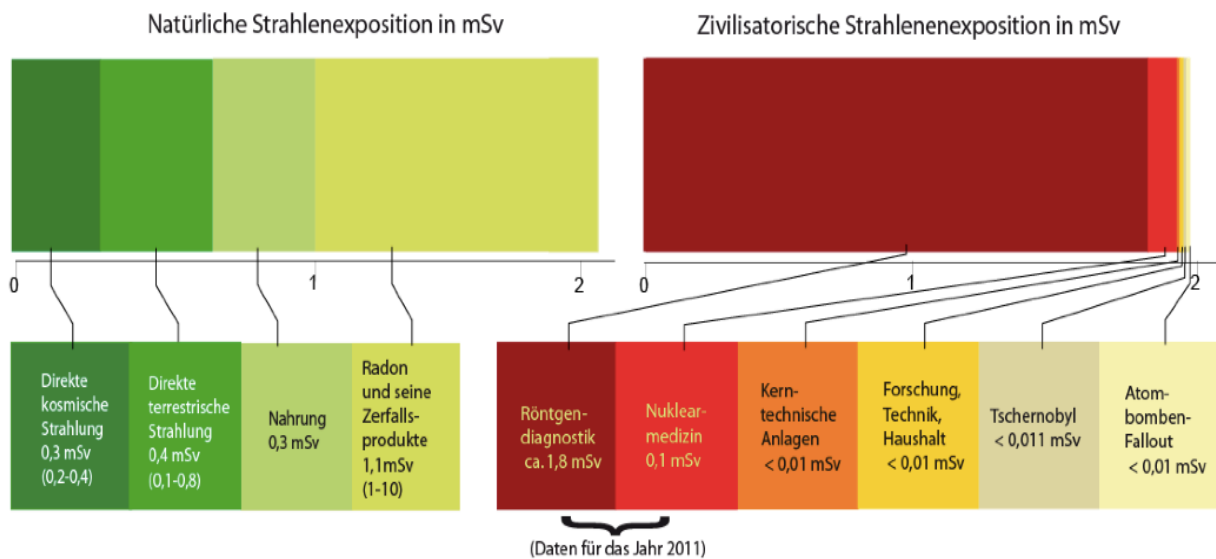 Natürliche Strahlenexposition in mSv
Zivilisatorische Strahlenenexposition in mSv
0
1
2
0
1
2
Direkte
kosmische
Strahlung
0,3 mSv
(0,2-0,4)
Direkte
terrestrische
Strahlung
0,4 mSv
(0,1-0,8)
Nahrung
0,3 mSv
Radon
und seine
Zerfalls-
produkte
1,1mSv
(1-10)
Röntgen-
diagnostik
ca. 1,8 mSv
Nuklear-
medizin
0,1 mSv
Kern-
technische
Anlagen
< 0,01 mSv
Forschung,
Technik,
Haushalt
< 0,01 mSv
Tschernobyl
< 0,011 mSv
Atom-
bomben-
Fallout
< 0,01 mSv
(Daten für das Jahr 2011)